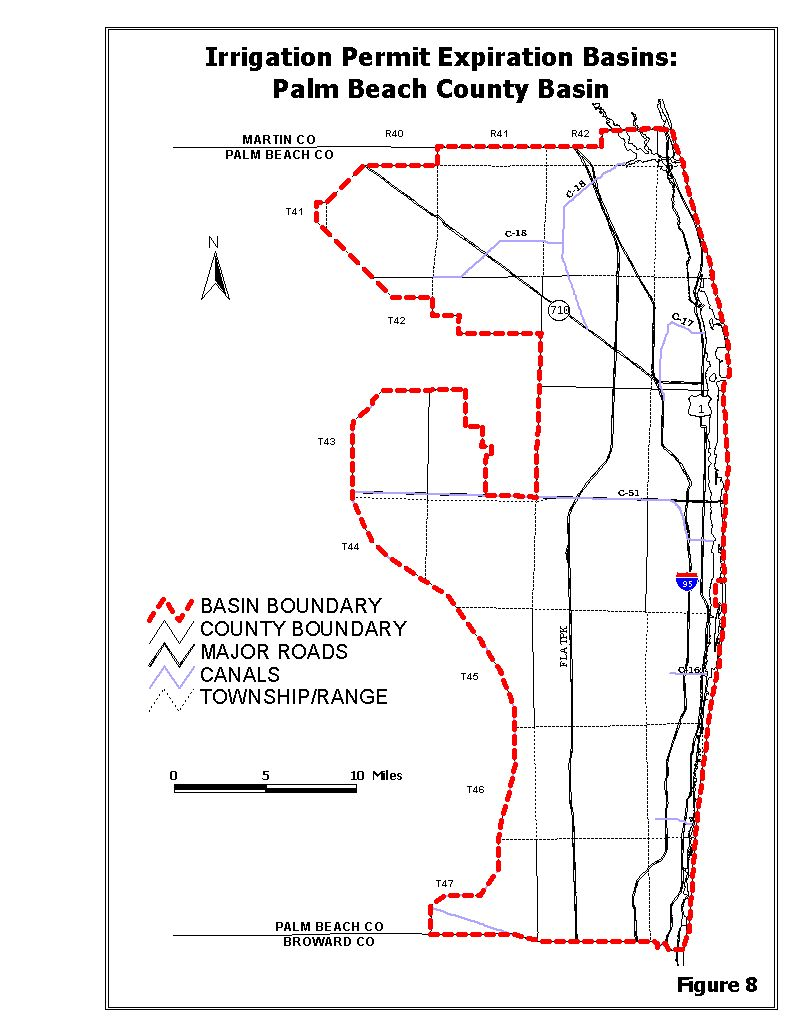 Irrigation Permit Expiration Basins:
Palm Beach County Basin
R40 R41 R42
MARTIN CO
PALM BEACH CO
C-18
T41
C-18
N
710
T42
C-17
1
T43
C-51
T44
95
BASIN BOUNDARY
COUNTY BOUNDARY
MAJOR ROADS
CANALS
TOWNSHIP/RANGE
FLA TPK
C-16
T45
0 5 10 Miles
T46
T47
PALM BEACH CO
BROWARD CO
Figure 8